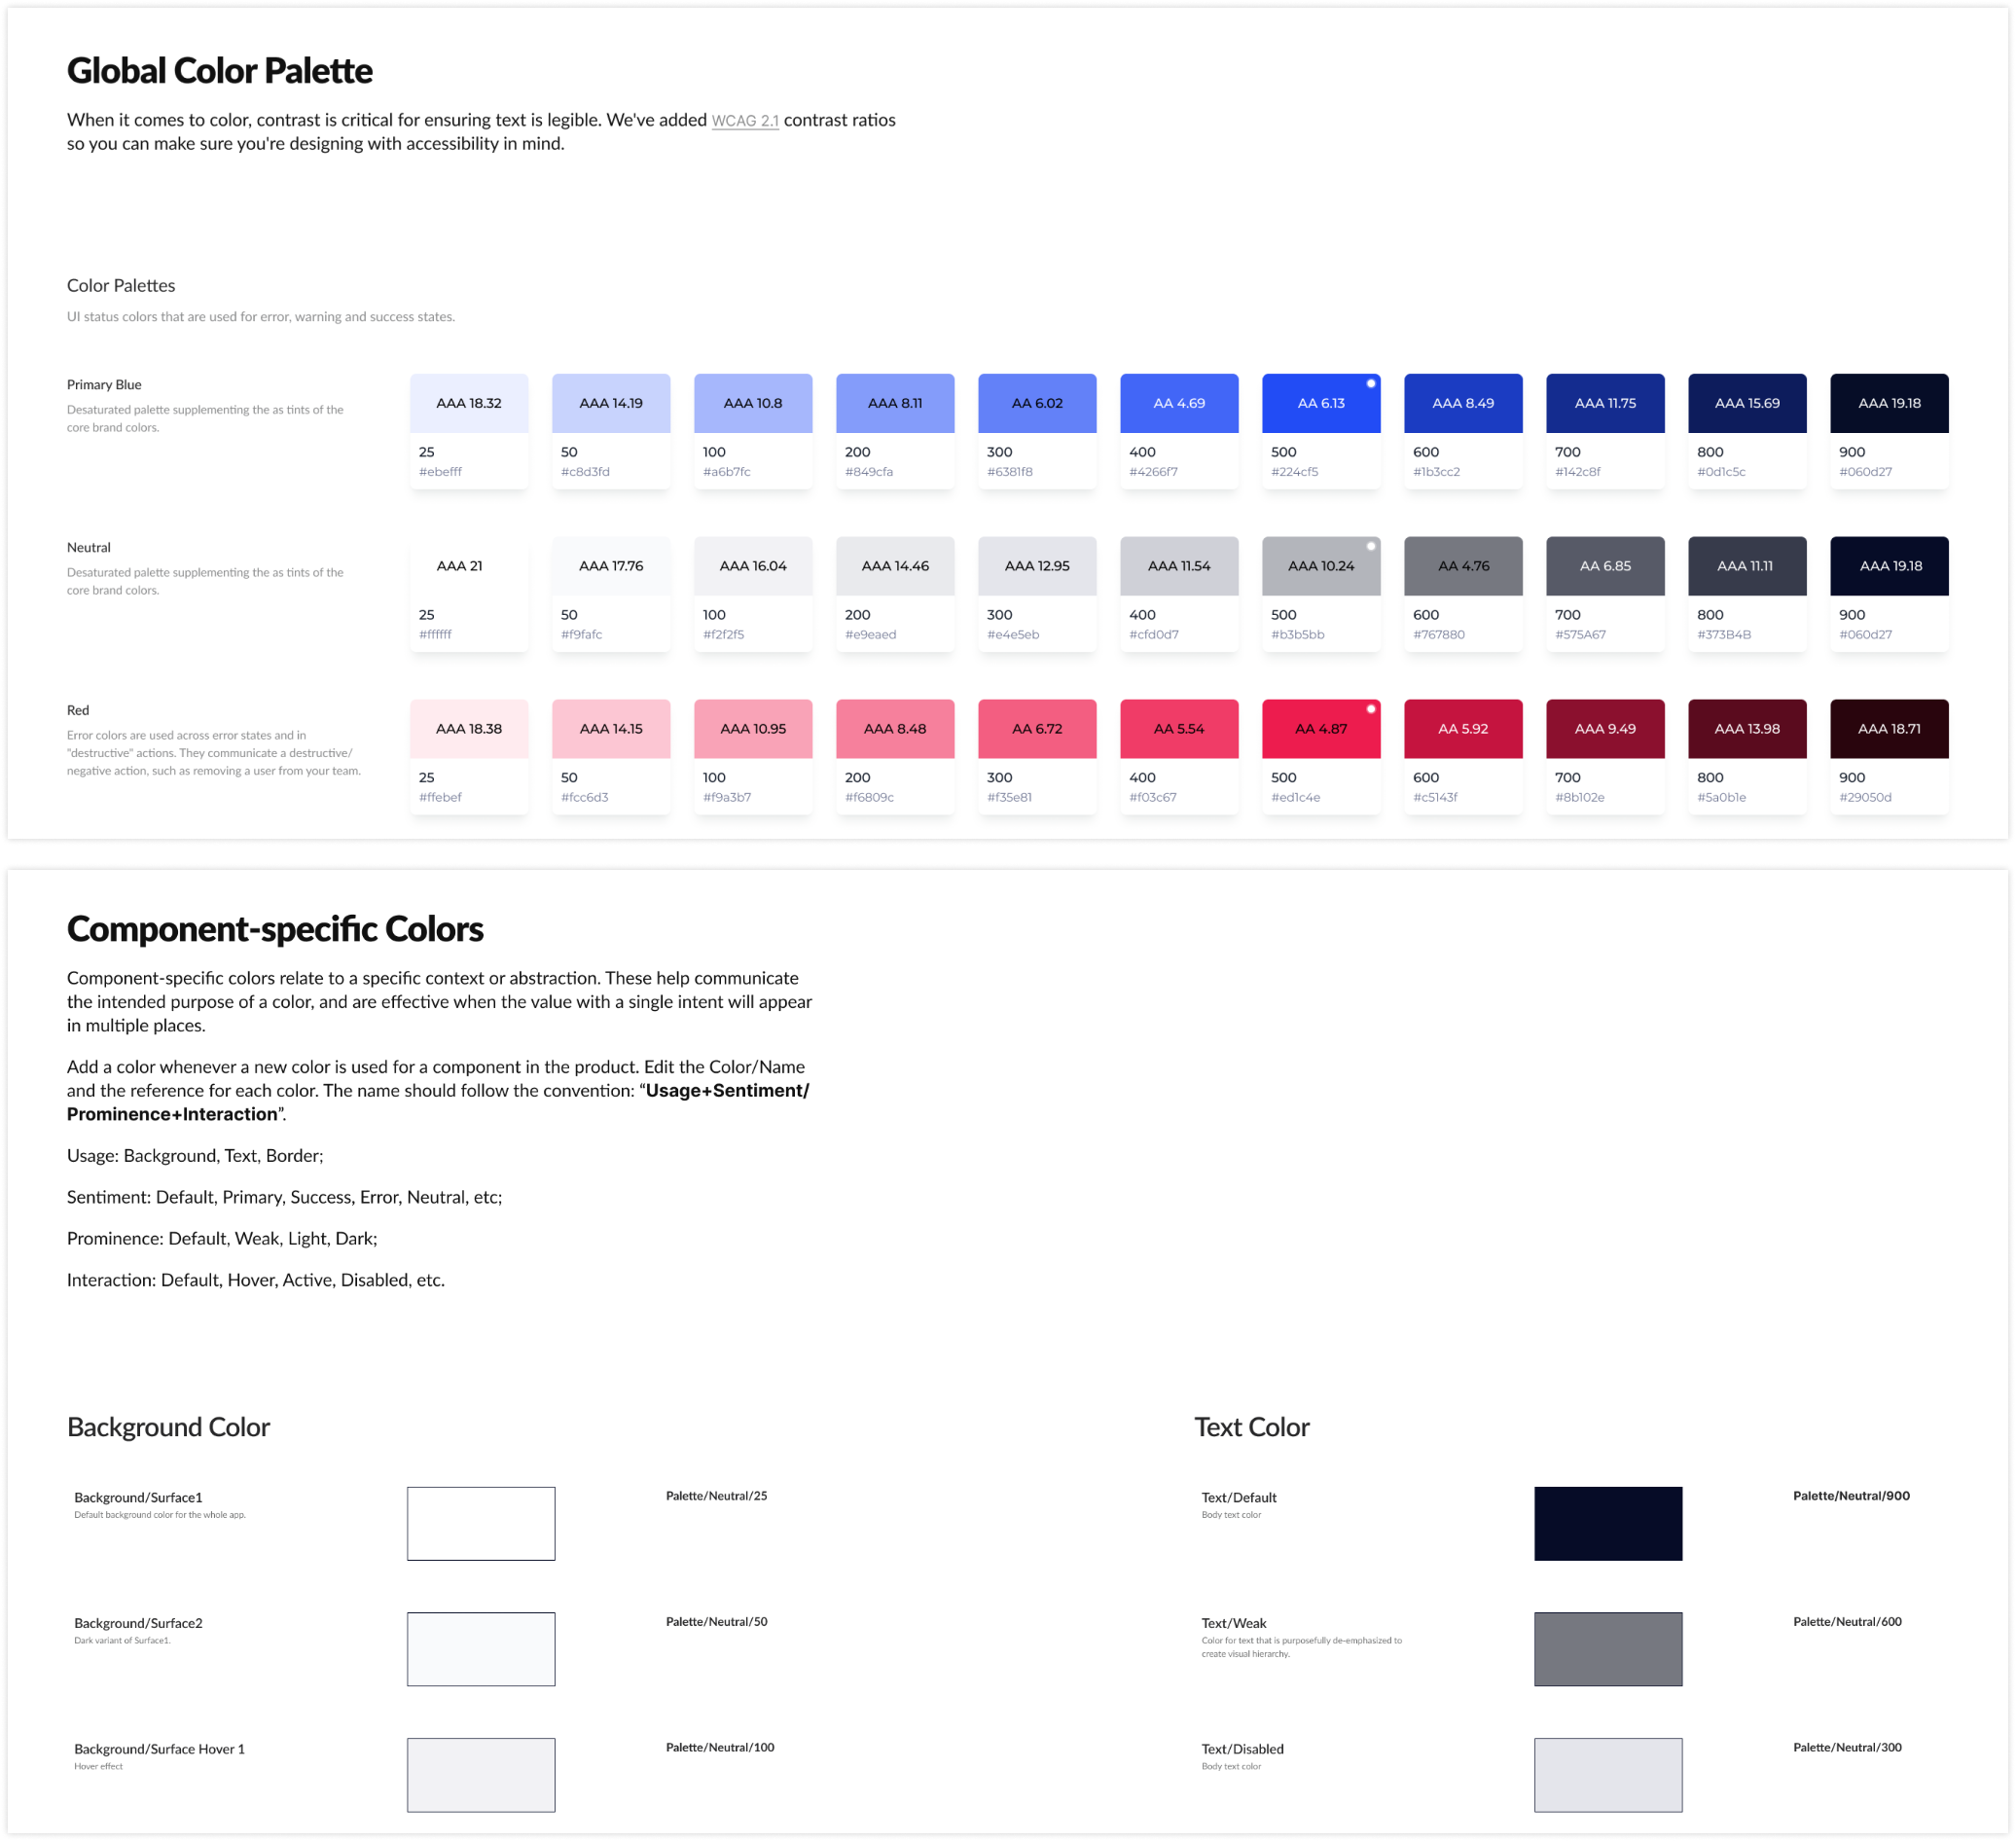 Global Color Palette
When it comes to color, contrast is critical for ensuring text is legible. We've added WCAG 2.1 contrast ratios
so you can make sure you're designing with accessibility in mind.
Color Palettes
UI status colors that are used for error, warning and success states.
Primary Blue
Desaturated palette supplementing the as tints of the
core brand colors.
AAA 18.32 AAA 14.19 AAA 10.8 AAA 8.11 AA 6.02 AA 4.69 AA 6.13 AAA 8.49 AAA 11.75 AAA 15.69 AAA 19.18
25 50 100 200 300 400 500 600 700 800 900
#ebefff #c8d3fd #a6b7fc #849cfa #6381f8 #4266f7 #224cf5 #1b3cc2 #142c8f #0d1c5c #060d27
Neutral
Desaturated palette supplementing the as tints of the
core brand colors.
AAA 21 AAA 17.76 AAA 16.04 AAA 14.46 AAA 12.95 AAA 11.54 AAA 10.24 AA 4.76 AA 6.85 AAA 11.11 AAA 19.18
25 50 100 200 300 400 500 600 700 800 900
#ffffff #f9fafc #f2f2f5 #e9eaed #e4e5eb #cfd0d7 #b3b5bb #767880 #575A67 #373B4B #060d27
Red
Error colors are used across error states and in
"destructive" actions. They communicate a destructive/
negative action, such as removing a user from your team.
AAA 18.38 AAA 14.15 AAA 10.95 AAA 8.48 AA 6.72 AA 5.54 AA 4.87 AA 5.92 AAA 9.49 AAA 13.98 AAA 18.71
25 50 100 200 300 400 500 600 700 800 900
#ffebef #fcc6d3 #f9a3b7 #f6809c #f35e81 #f03c67 #ed1c4e #c5143f #8b102e #5a0b1e #29050d
Component-specific Colors
Component-specific colors relate to a specific context or abstraction. These help communicate
the intended purpose of a color, and are effective when the value with a single intent will appear
in multiple places.
Add a color whenever a new color is used for a component in the product. Edit the Color/Name
and the reference for each color. The name should follow the convention: “Usage+Sentiment/
Prominence+Interaction”.
Usage: Background, Text, Border;
Sentiment: Default, Primary, Success, Error, Neutral, etc;
Prominence: Default, Weak, Light, Dark;
Interaction: Default, Hover, Active, Disabled, etc.
Background Color
Background/Surface1
Default background color for the whole app.
Palette/Neutral/25
Background/Surface2
Dark variant of Surface1.
Palette/Neutral/50
Background/Surface Hover 1
Hover effect
Palette/Neutral/100
Text Color
Text/Default
Body text color
Palette/Neutral/900
Text/Weak
Color for text that is purposefully de-emphasized to
create visual hierarchy.
Palette/Neutral/600
Text/Disabled
Body text color
Palette/Neutral/300